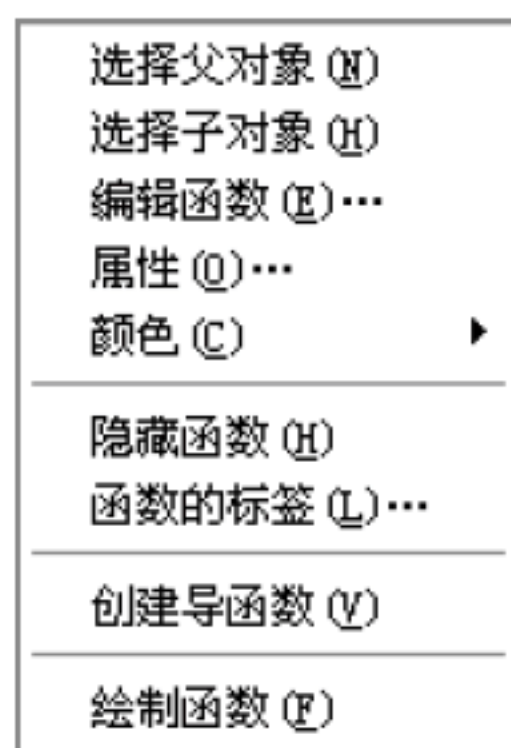 选择父对象(N)
选择子对象(H)
编辑函数(E)…
属性(O)…
颜色(C)
隐藏函数(H)
函数的标签(L)…
创建导函数(V)
绘制函数(F)